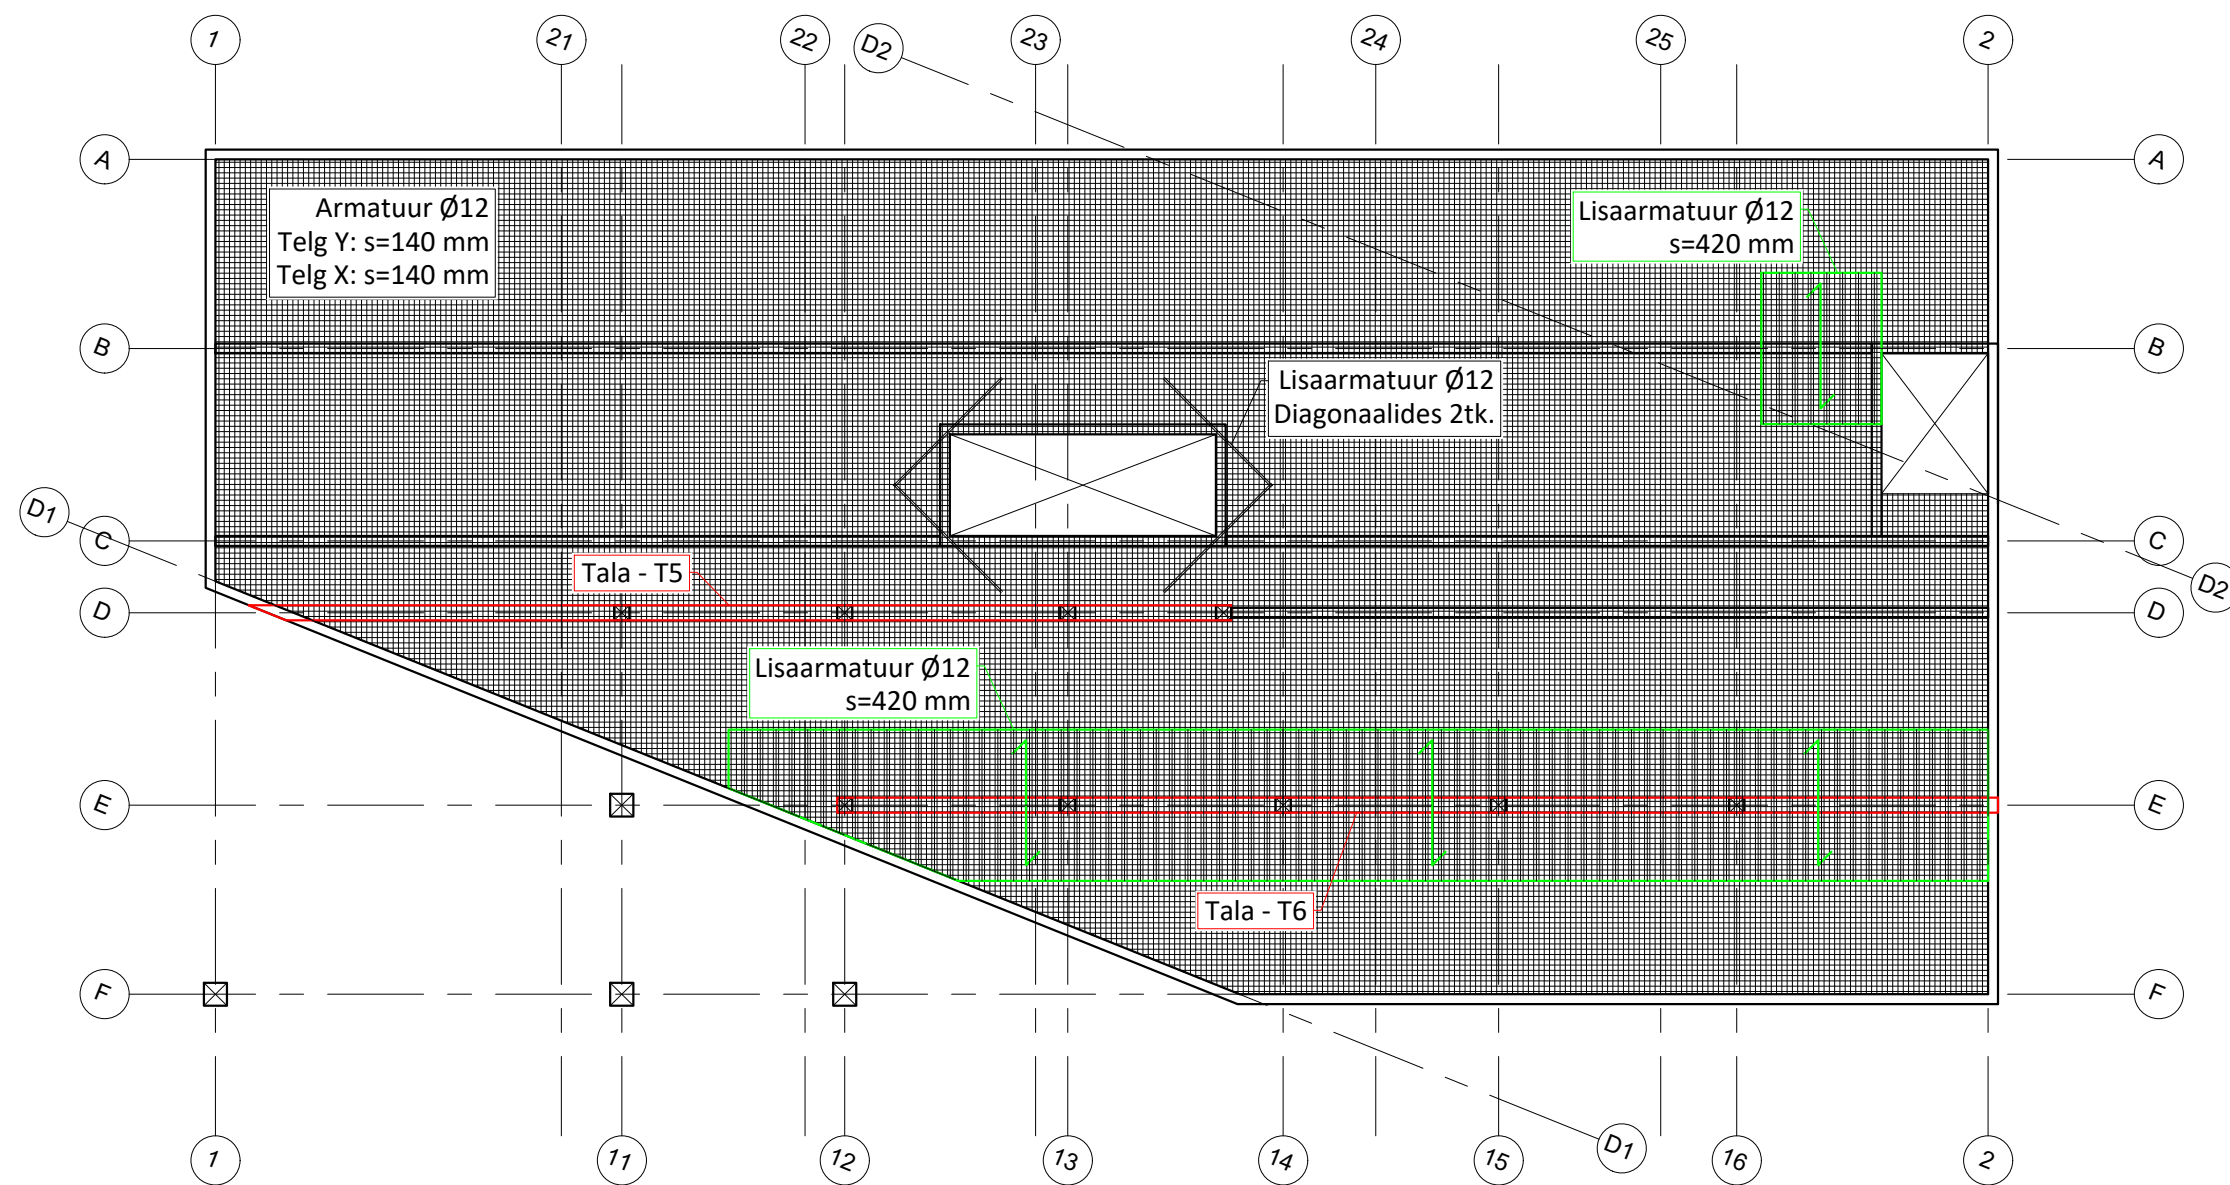 1
21
22
D2
23
24
25
2
A
A
Armatuur Ø12
Telg Y: s=140 mm
Telg X: s=140 mm
Lisaarmatuur Ø12
s=420 mm
B
B
Lisaarmatuur Ø12
Diagonaalides 2tk.
D1
C
C
Tala - T5
D2
D
D
Lisaarmatuur Ø12
s=420 mm
E
E
Tala - T6
F
F
1
11
12
13
14
15
D1
16
2